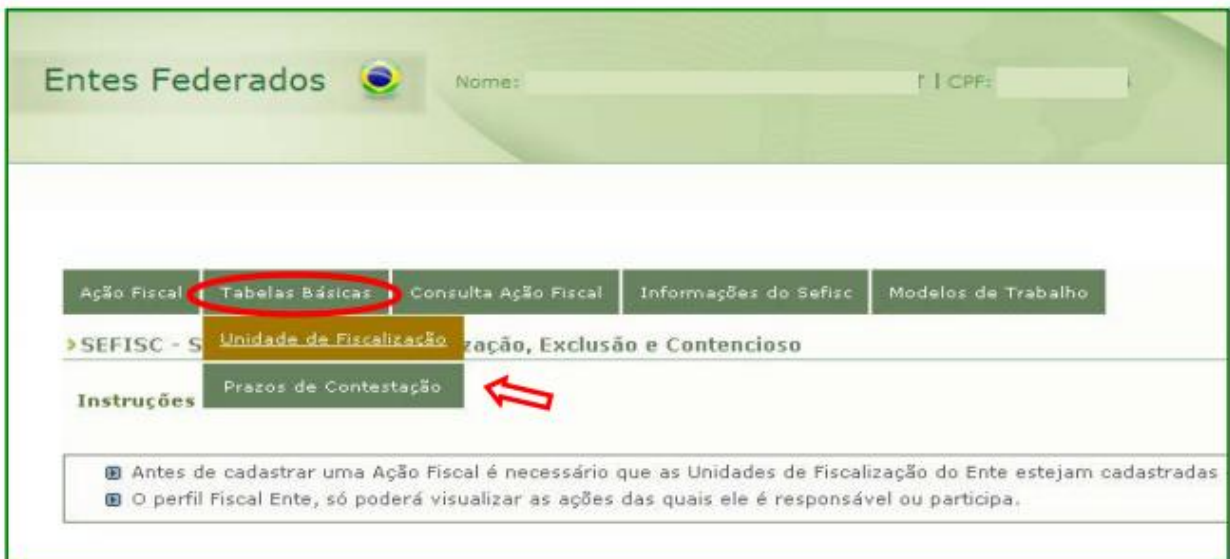 Entes Federados Nome: | CPF:
Ação Fiscal Tabelas Básicas Consulta Ação Fiscal Informações do Sefisc Modelos de Trabalho
Unidade de Fiscalização
SEFISC - S zação, Exclusão e Contencioso
Prazos de Contestação
Instruções
Antes de cadastrar uma Ação Fiscal é necessário que as Unidades de Fiscalização do Ente estejam cadastradas
O perfil Fiscal Ente, só poderá visualizar as ações das quais ele é responsável ou participa.